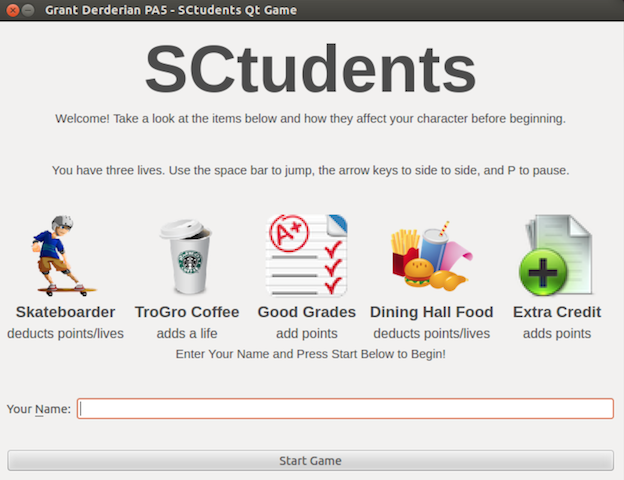 Grant Derderian PA5 - SCtudents Qt Game
SCtudents
Welcome! Take a look at the items below and how they affect your character before beginning.
You have three lives. Use the space bar to jump, the arrow keys to side to side, and P to pause.
A+
Skateboarder TroGro Coffee Good Grades Dining Hall Food Extra Credit
deducts points/lives adds a life add points deducts points/lives adds points
Enter Your Name and Press Start Below to Begin!
Your Name:
Start Game